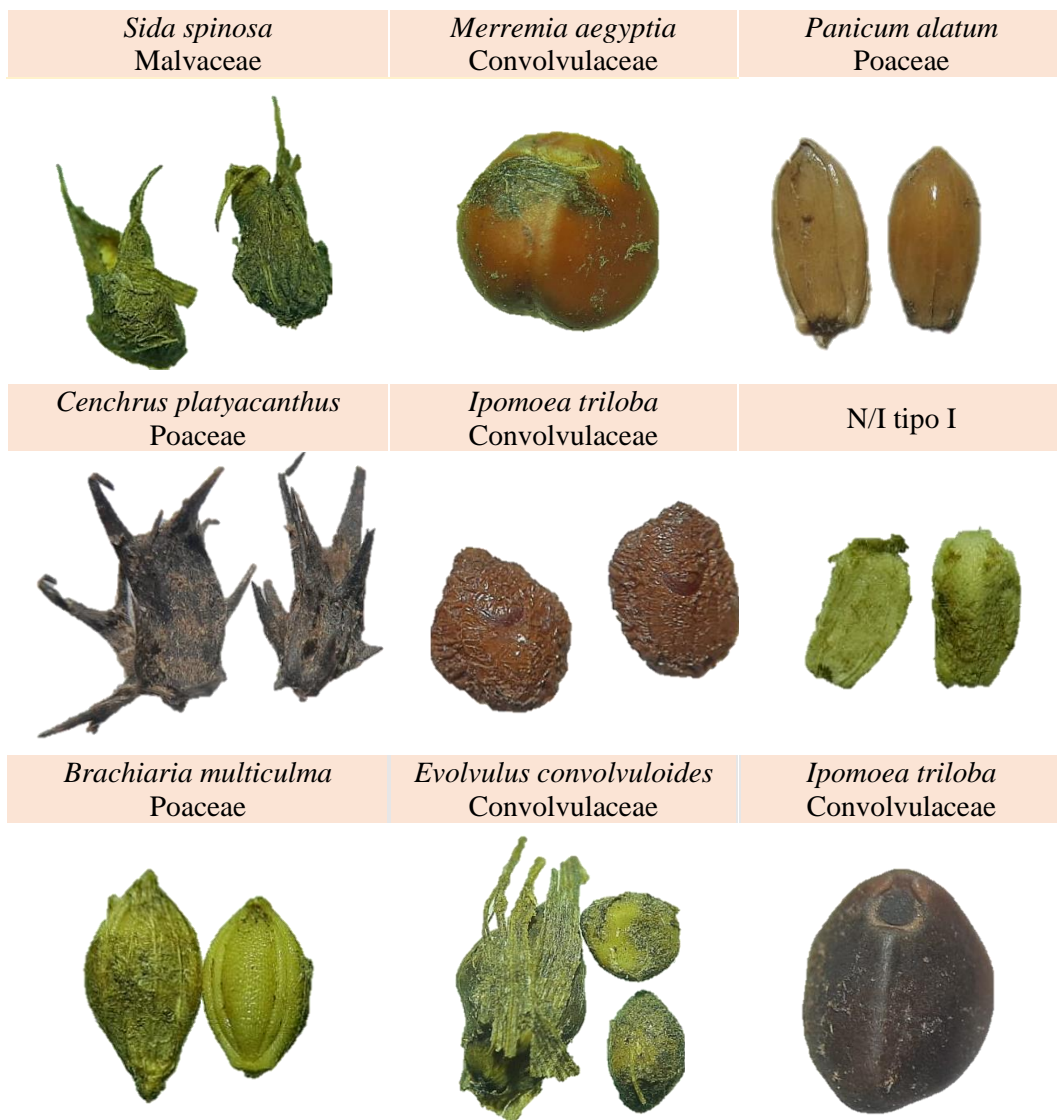 Sida spinosa
Malvaceae
Merremia aegyptia
Convolvulaceae
Panicum alatum
Poaceae
Cenchrus platyacanthus
Poaceae
Ipomoea triloba
Convolvulaceae
N/I tipo I
Brachiaria multiculma
Poaceae
Evolvulus convolvuloides
Convolvulaceae
Ipomoea triloba
Convolvulaceae